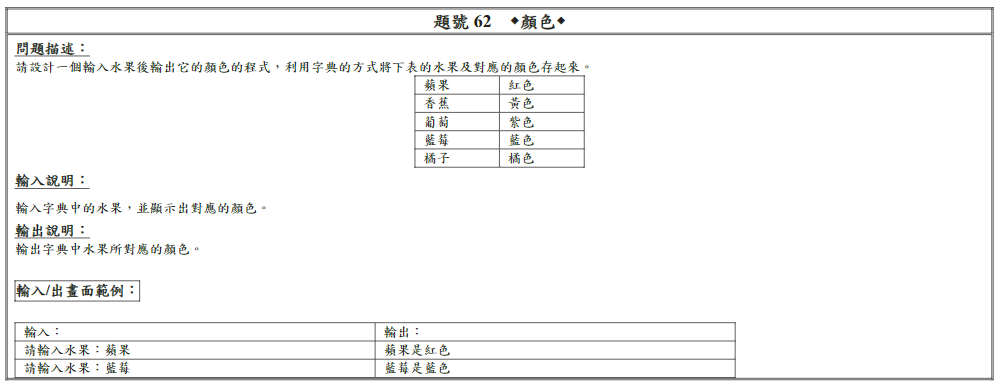 題號 62 ◆顏色◆
問題描述：
請設計一個輸入水果後輸出它的顏色的程式，利用字典的方式將下表的水果及對應的顏色存起來。
蘋果 紅色
香蕉 黃色
葡萄 紫色
藍莓 藍色
橘子 橘色
輸入說明：
輸入字典中的水果，並顯示出對應的顏色。
輸出說明：
輸出字典中水果所對應的顏色。
輸入/出畫面範例：
輸入： 輸出：
請輸入水果：蘋果 蘋果是紅色
請輸入水果：藍莓 藍莓是藍色